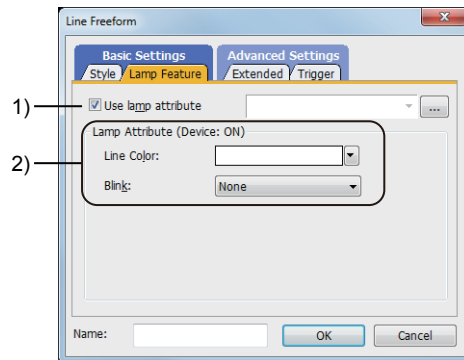 Line Freeform
x
Basic Settings
Advanced Settings
Style
Lamp Feature
Extended
Trigger
1)
Use lamp attribute
...
Lamp Attribute (Device: ON)
2)
Line Color:
Blink:
None
Name:
OK
Cancel